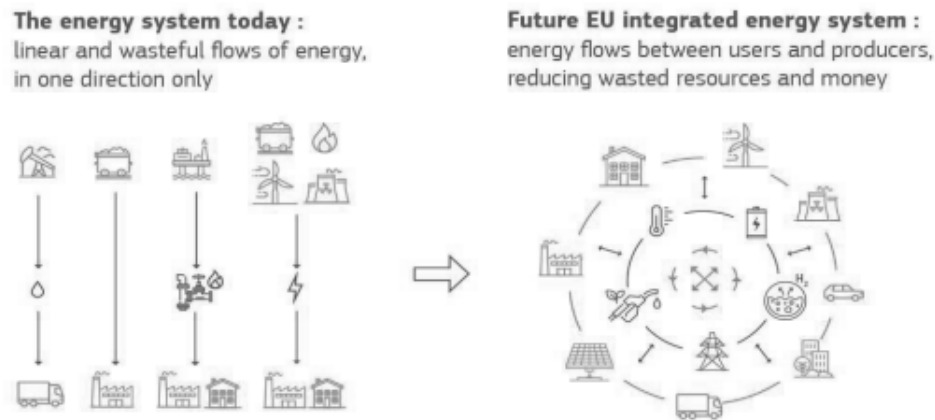 The energy system today :
linear and wasteful flows of energy,
in one direction only
Future EU integrated energy system :
energy flows between users and producers,
reducing wasted resources and money
H₂